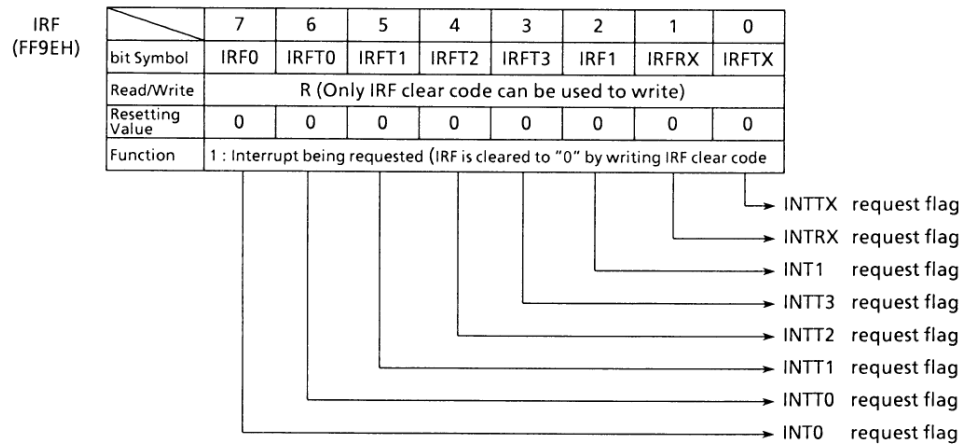 IRF
(FF9EH)
7 6 5 4 3 2 1 0
bit Symbol IRF0 IRFT0 IRFT1 IRFT2 IRFT3 IRF1 IRFRX IRFTX
Read/Write R (Only IRF clear code can be used to write)
Resetting
Value 0 0 0 0 0 0 0 0
Function 1 : Interrupt being requested (IRF is cleared to "0" by writing IRF clear code
INTTX request flag
INTRX request flag
INT1 request flag
INTT3 request flag
INTT2 request flag
INTT1 request flag
INTT0 request flag
INT0 request flag